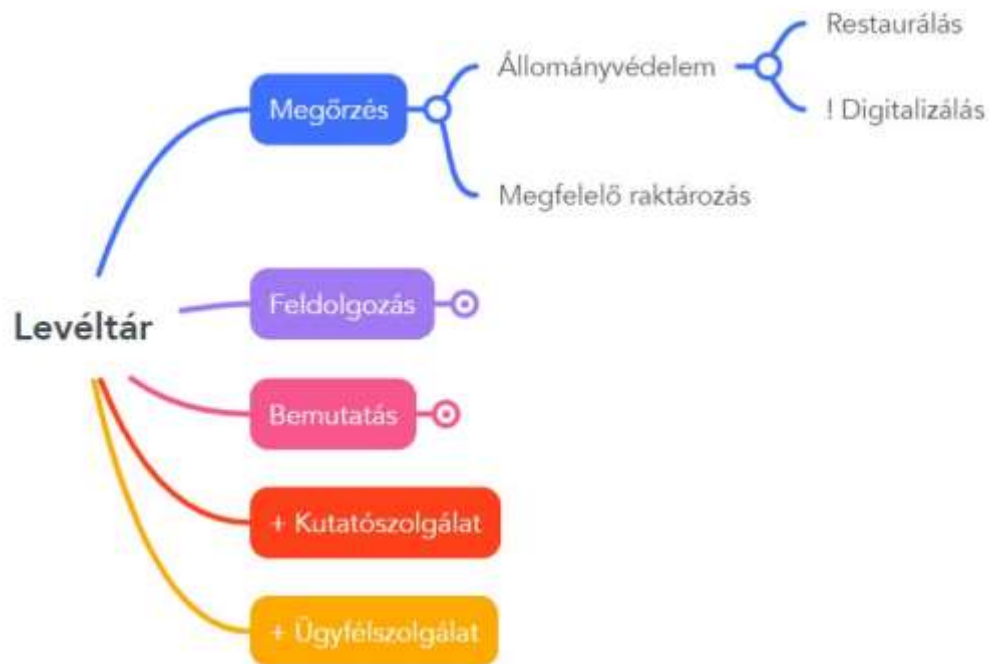 Restaurálás
Állományvédelem
Megőrzés
! Digitalizálás
Megfelelő raktározás
Feldolgozás
Levéltár
Bemutatás
+ Kutatószolgálat
+ Ügyfélszolgálat